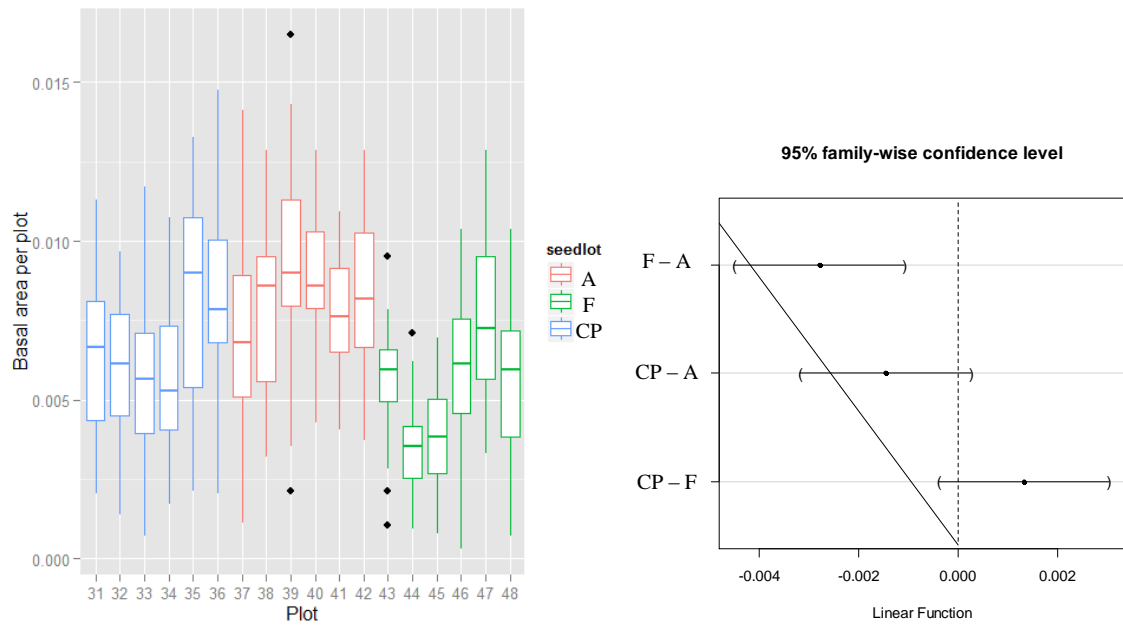 0.015
0.010
0.005
0.000
Basal area per plot
31 32 33 34 35 36 37 38 39 40 41 42 43 44 45 46 47 48
Plot
seedlot
A
F
CP
95% family-wise confidence level
F – A
CP – A
CP – F
-0.004 -0.002 0.000 0.002
Linear Function